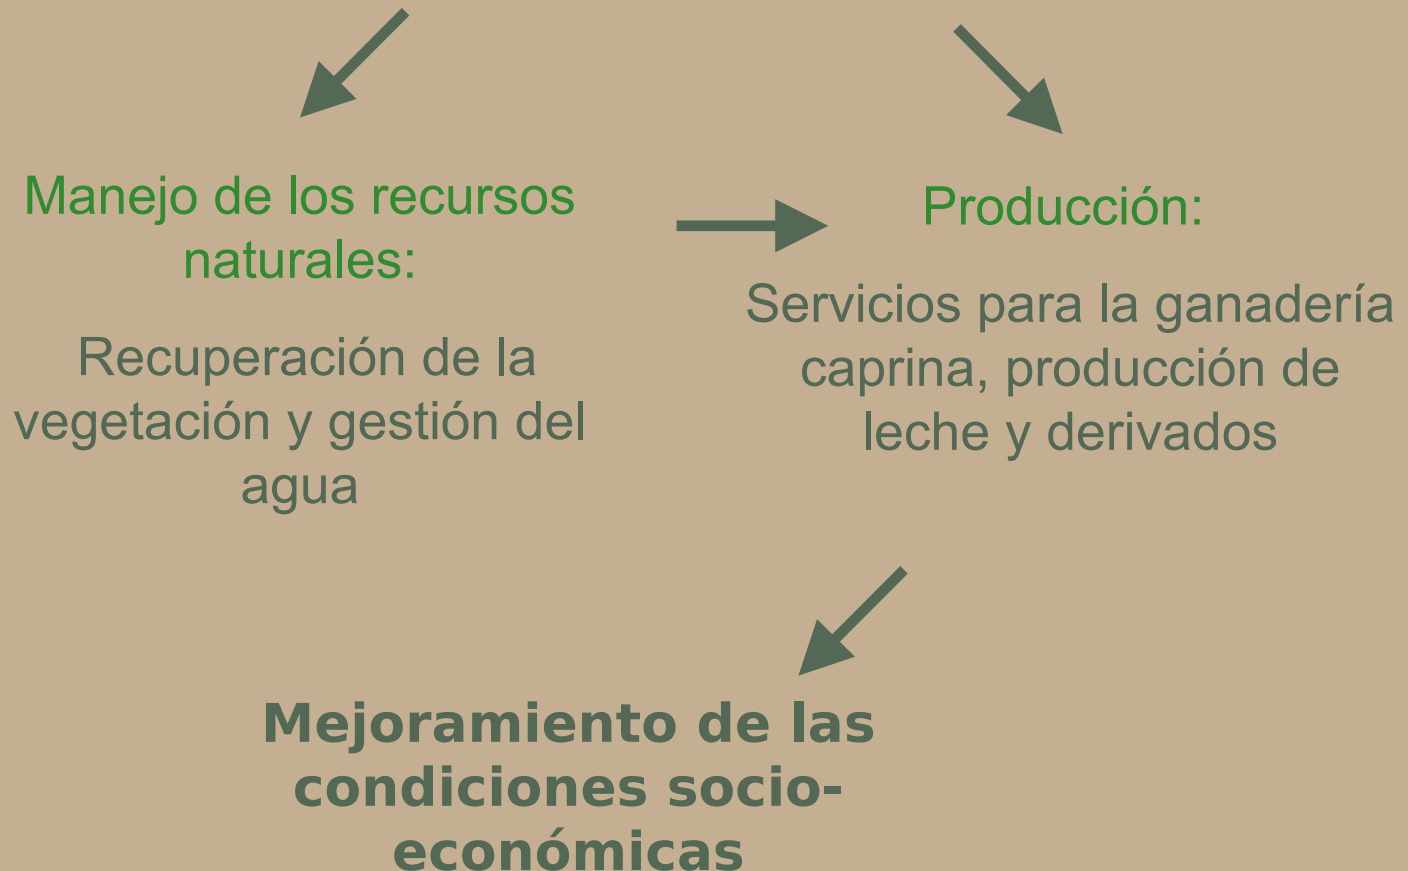 Manejo de los recursos
naturales:
Recuperación de la
vegetación y gestión del
agua
Producción:
Servicios para la ganadería
caprina, producción de
leche y derivados
Mejoramiento de las
condiciones socio-
económicas